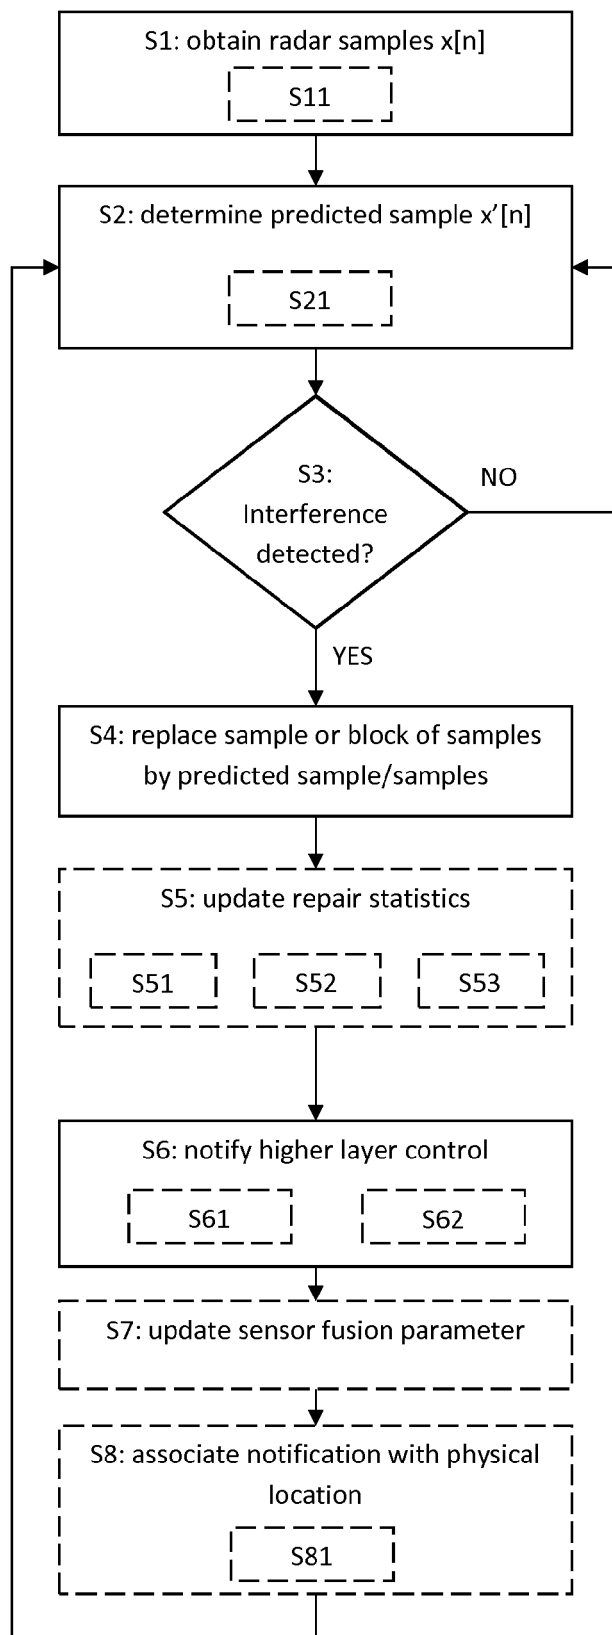 S1: obtain radar samples x[n]
S11
S2: determine predicted sample x’[n]
S21
S3:
Interference
detected?
NO
YES
S4: replace sample or block of samples
by predicted sample/samples
S5: update repair statistics
S51 S52 S53
S6: notify higher layer control
S61 S62
S7: update sensor fusion parameter
S8: associate notification with physical
location
S81